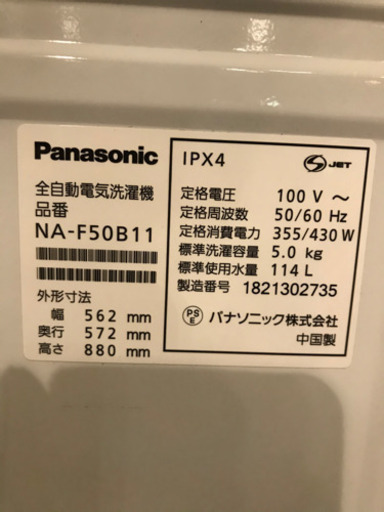 Panasonic
全自動電気洗濯機
品番
NA-F50B11
外形寸法
幅 562 mm
奥行 572 mm
高さ 880 mm
IPX4
S JET
定格電圧 100 V ～
定格周波数 50/60 Hz
定格消費電力 355/430 W
標準洗濯容量 5.0 kg
標準使用水量 114 L
製造番号 1821302735
PSE パナソニック株式会社
中国製